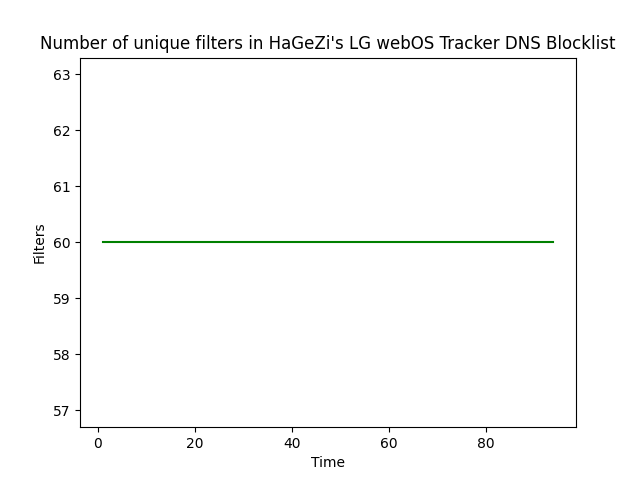 Number of unique filters in HaGeZi's LG webOS Tracker DNS Blocklist
63
62
61
60
59
58
57
Filters
0 20 40 60 80
Time